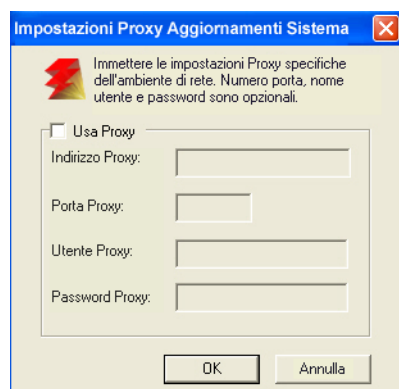 Impostazioni Proxy Aggiornamenti Sistema
Immettere le impostazioni Proxy specifiche
dell'ambiente di rete. Numero porta, nome
utente e password sono opzionali.
Usa Proxy
Indirizzo Proxy:
Porta Proxy:
Utente Proxy:
Password Proxy:
OK
Annulla